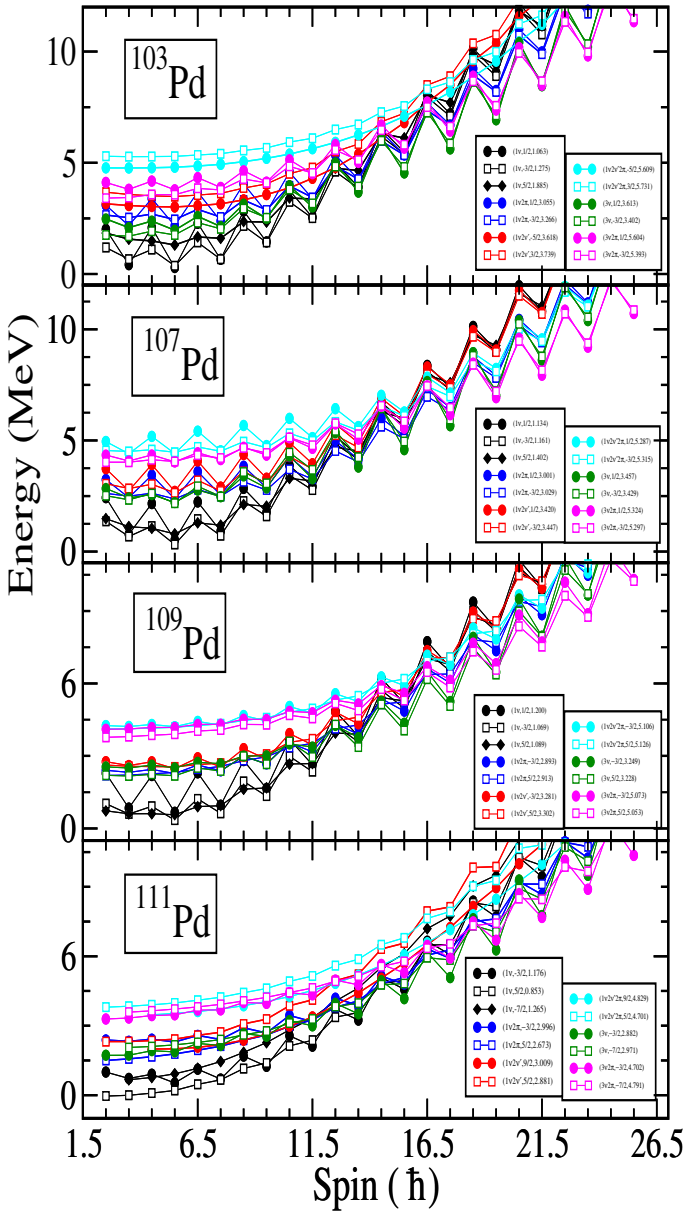 10
5
0
103Pd
(1ν,1/2,1.063)
(1ν,-3/2,1.275)
(1ν,5/2,1.885)
(1ν2π,1/2,3.055)
(1ν2π,-3/2,3.266)
(1ν2ν',-5/2,3.618)
(1ν2ν',3/2,3.739)
(1ν2ν'2π,-5/2,5.609)
(1ν2ν'2π,3/2,5.731)
(3ν,1/2,3.613)
(3ν,-3/2,3.402)
(3ν2π,1/2,5.604)
(3ν2π,-3/2,5.393)
10
5
0
107Pd
(1ν,1/2,1.134)
(1ν,-3/2,1.161)
(1ν,5/2,1.402)
(1ν2π,1/2,3.001)
(1ν2π,-3/2,3.029)
(1ν2ν',1/2,3.420)
(1ν2ν',-3/2,3.447)
(1ν2ν'2π,1/2,5.287)
(1ν2ν'2π,-3/2,5.315)
(3ν,1/2,3.457)
(3ν,-3/2,3.429)
(3ν2π,1/2,5.324)
(3ν2π,-3/2,5.297)
Energy (MeV)
6
0
109Pd
(1ν,1/2,1.200)
(1ν,-3/2,1.069)
(1ν,5/2,1.089)
(1ν2π,−3/2,2.893)
(1ν2π,5/2,2.913)
(1ν2ν',-3/2,3.281)
(1ν2ν',5/2,3.302)
(1ν2ν'2π,−3/2,5.106)
(1ν2ν'2π,5/2,5.126)
(3ν,−3/2,3.249)
(3ν,5/2,3.228)
(3ν2π,−3/2,5.073)
(3ν2π,5/2,5.053)
6
0
111Pd
(1ν,-3/2,1.176)
(1ν,5/2,0.853)
(1ν,-7/2,1.265)
(1ν2π,−3/2,2.996)
(1ν2π,5/2,2.673)
(1ν2ν',9/2,3.009)
(1ν2ν',5/2,2.881)
(1ν2ν'2π,9/2,4.829)
(1ν2ν'2π,5/2,4.701)
(3ν,−3/2,2.882)
(3ν,−7/2,2.971)
(3ν2π,−3/2,4.702)
(3ν2π,−7/2,4.791)
1.5 6.5 11.5 16.5 21.5 26.5
Spin (ħ)